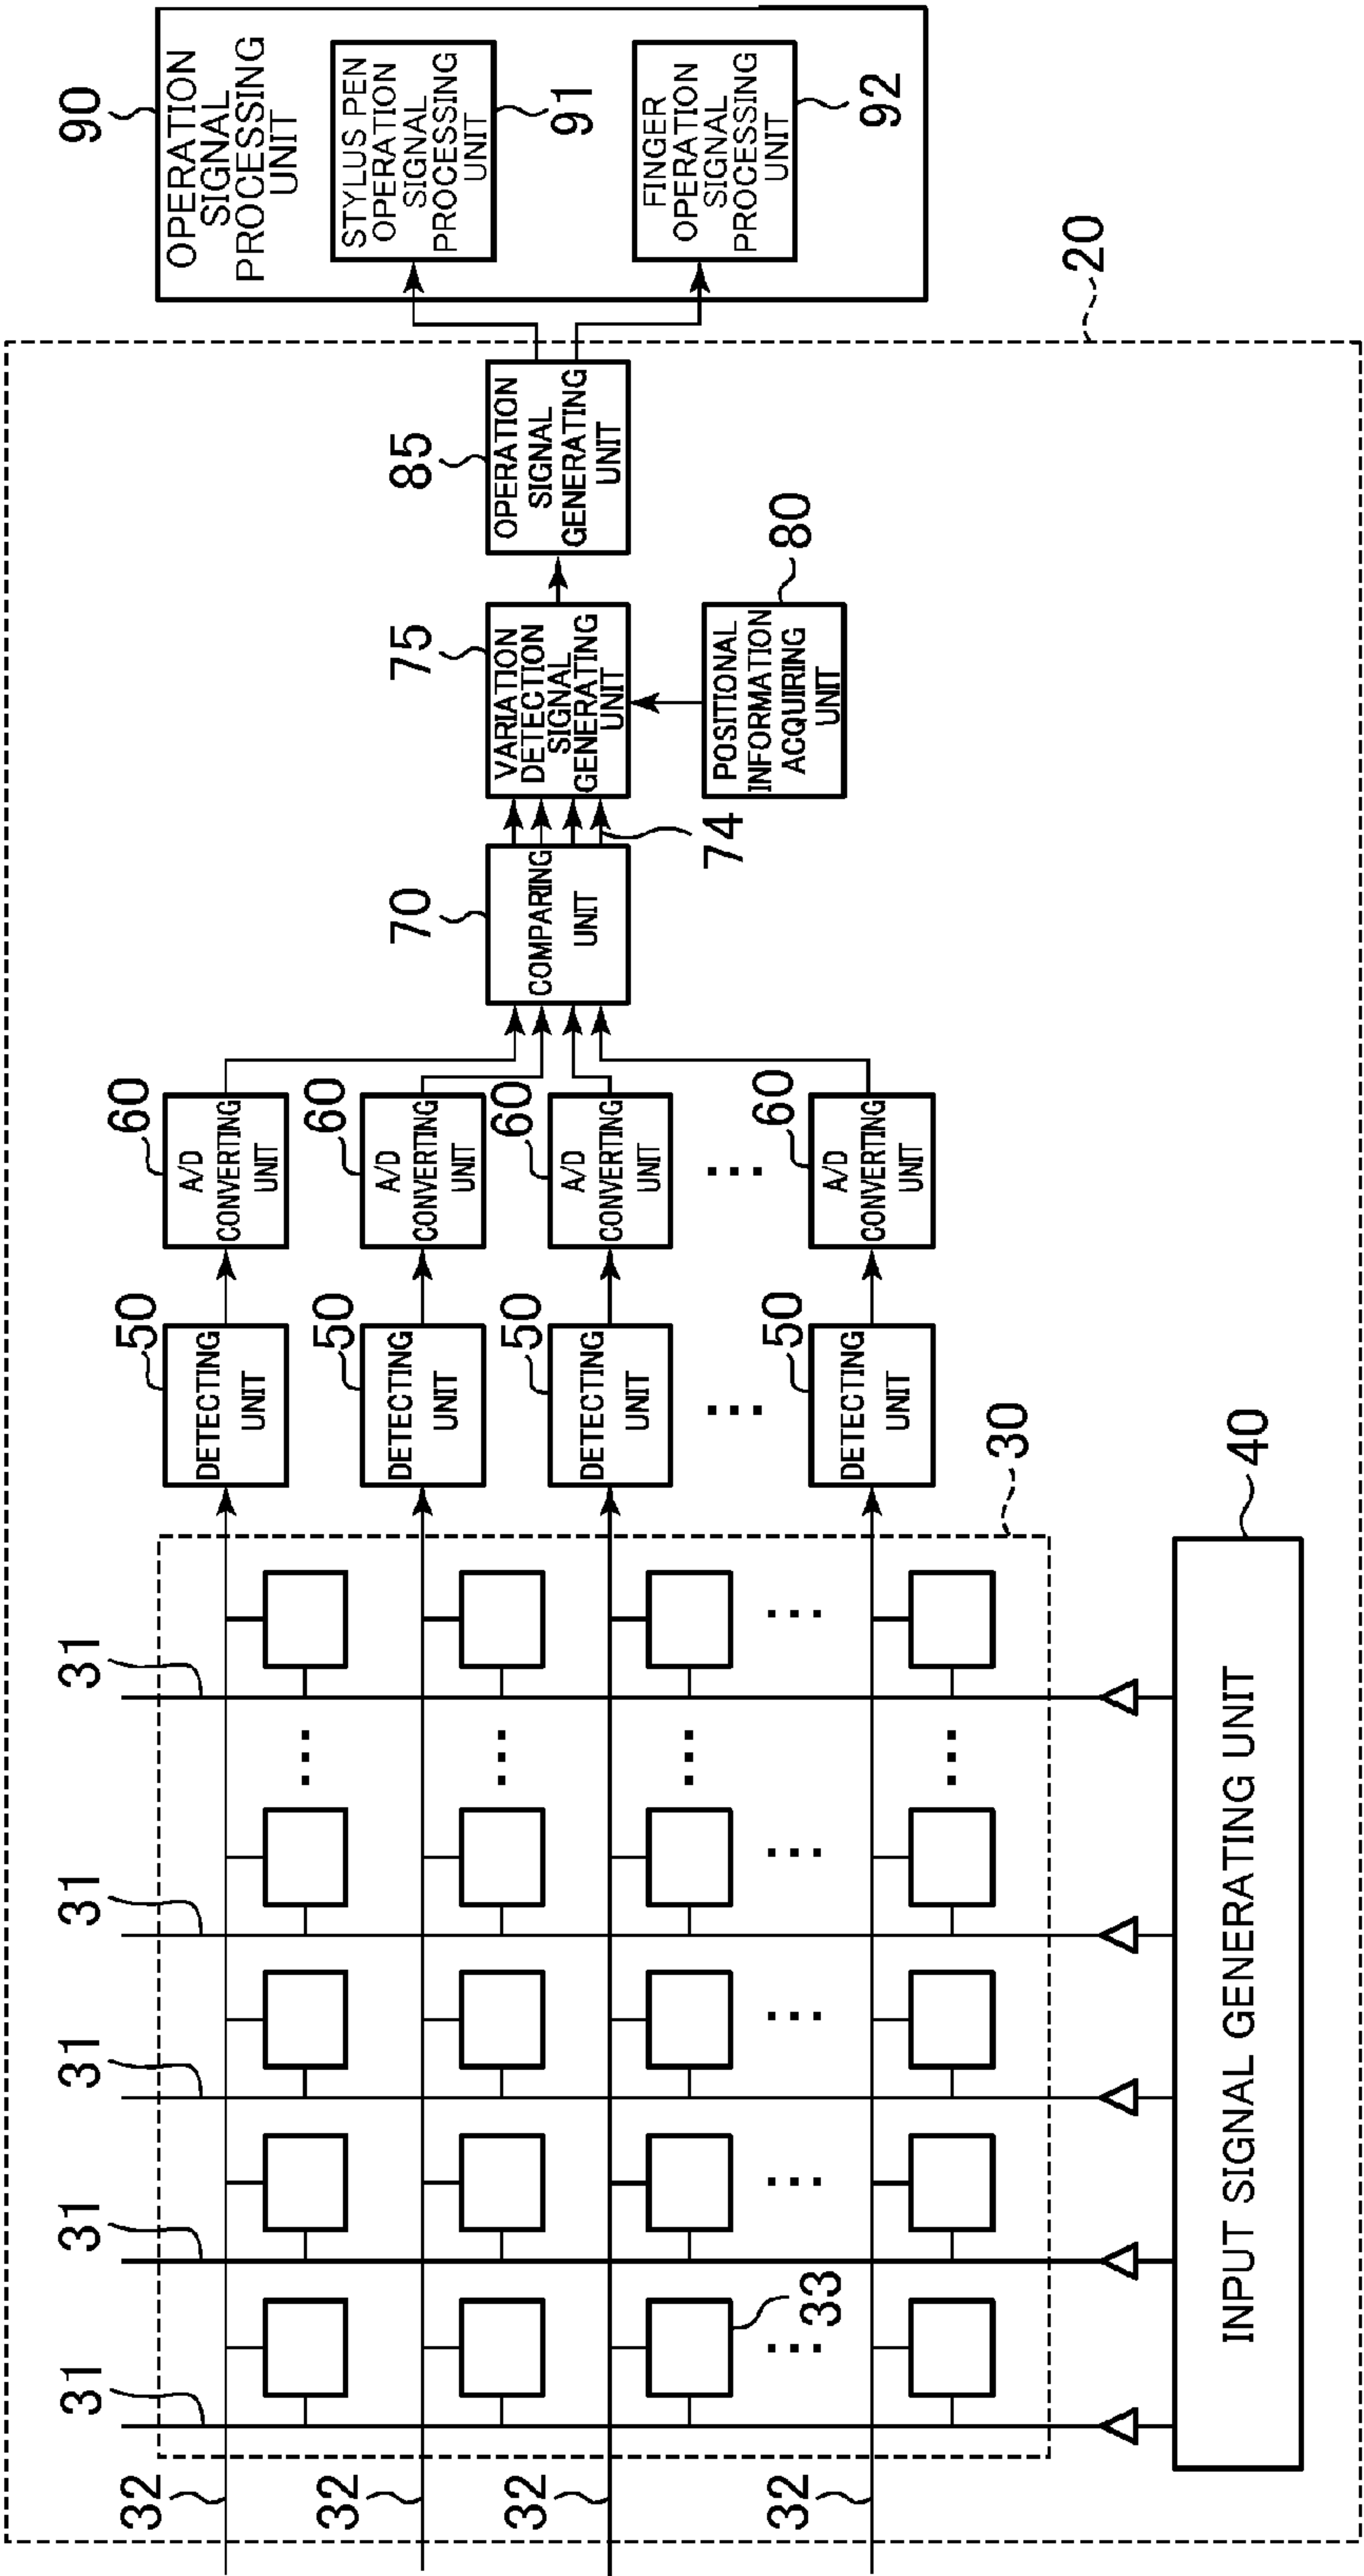 90
OPERATION
SIGNAL
PROCESSING
UNIT
STYLUS PEN
OPERATION
SIGNAL
PROCESSING
UNIT
91
FINGER
OPERATION
SIGNAL
PROCESSING
UNIT
92
20
85
OPERATION
SIGNAL
GENERATING
UNIT
75
VARIATION
DETECTION
SIGNAL
GENERATING
UNIT
80
POSITIONAL
INFORMATION
ACQUIRING
UNIT
74
70
COMPARING
UNIT
60
A/D
CONVERTING
UNIT
60
A/D
CONVERTING
UNIT
60
A/D
CONVERTING
UNIT
60
A/D
CONVERTING
UNIT
50
DETECTING
UNIT
50
DETECTING
UNIT
50
DETECTING
UNIT
50
DETECTING
UNIT
30
40
INPUT SIGNAL GENERATING UNIT
31
31
31
31
31
33
32
32
32
32